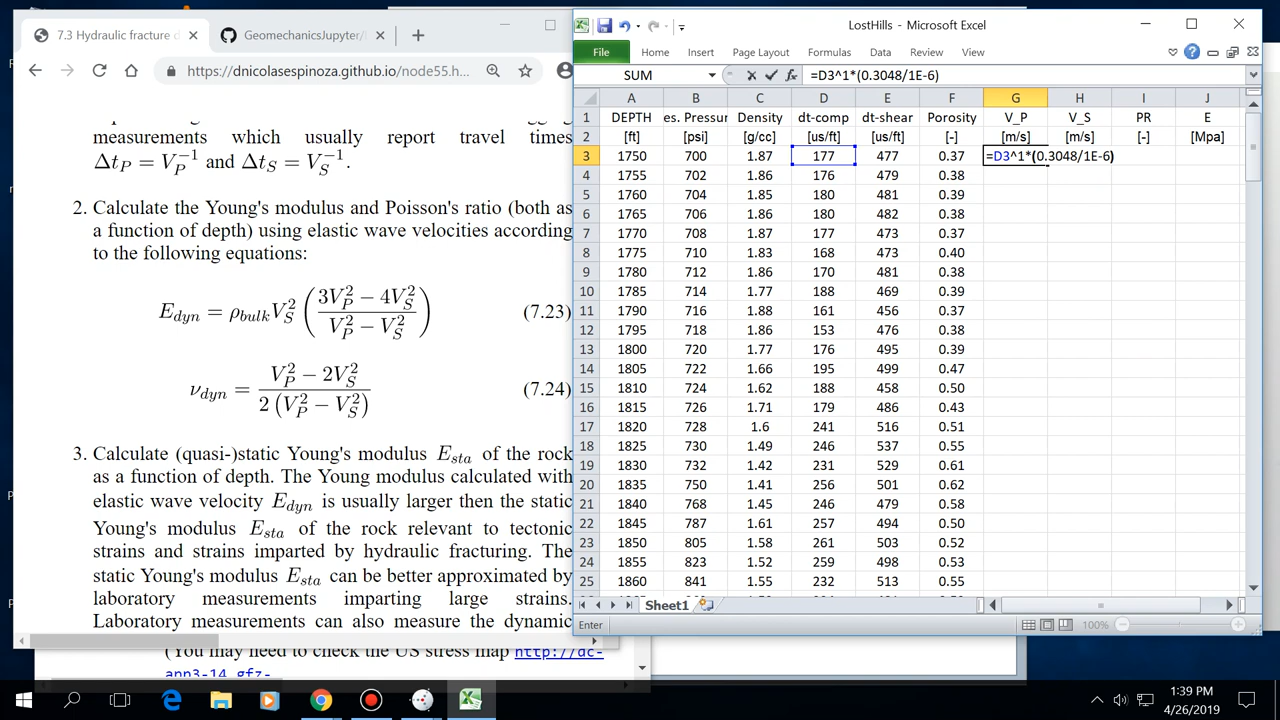 7.3 Hydraulic fracture d
GeomechanicsJupyter/
https://dnicolasespinoza.github.io/node55.h...
measurements which usually report travel times
Δt_P = V_P^{-1} and Δt_S = V_S^{-1}.
2. Calculate the Young's modulus and Poisson's ratio (both as
a function of depth) using elastic wave velocities according
to the following equations:
E_{dyn} = ρ_{bulk}V_S^2 ( 3V_P^2 − 4V_S^2 / V_P^2 − V_S^2 ) (7.23)
ν_{dyn} = V_P^2 − 2V_S^2 / 2 (V_P^2 − V_S^2) (7.24)
3. Calculate (quasi-)static Young's modulus E_{sta} of the rock
as a function of depth. The Young modulus calculated with
elastic wave velocity E_{dyn} is usually larger then the static
Young's modulus E_{sta} of the rock relevant to tectonic
strains and strains imparted by hydraulic fracturing. The
static Young's modulus E_{sta} can be better approximated by
laboratory measurements imparting large strains.
Laboratory measurements can also measure the dynamic
(You may need to check the US stress map http://dc-
app3-14.gfz-
LostHills - Microsoft Excel
File Home Insert Page Layout Formulas Data Review View
SUM fx =D3^1*(0.3048/1E-6)
A B C D E F G H I J
1 DEPTH es. Pressur Density dt-comp dt-shear Porosity V_P V_S PR E
2 [ft] [psi] [g/cc] [us/ft] [us/ft] [-] [m/s] [m/s] [-] [Mpa]
3 1750 700 1.87 177 477 0.37 =D3^1*(0.3048/1E-6)
4 1755 702 1.86 176 479 0.38
5 1760 704 1.85 180 481 0.39
6 1765 706 1.86 180 482 0.38
7 1770 708 1.87 177 473 0.37
8 1775 710 1.83 168 473 0.40
9 1780 712 1.86 170 481 0.38
10 1785 714 1.77 188 469 0.39
11 1790 716 1.88 161 456 0.37
12 1795 718 1.86 153 476 0.38
13 1800 720 1.77 176 495 0.39
14 1805 722 1.66 195 499 0.47
15 1810 724 1.62 188 458 0.50
16 1815 726 1.71 179 486 0.43
17 1820 728 1.6 241 516 0.51
18 1825 730 1.49 246 537 0.55
19 1830 732 1.42 231 529 0.61
20 1835 750 1.41 256 501 0.62
21 1840 768 1.45 246 479 0.58
22 1845 787 1.61 257 494 0.50
23 1850 805 1.58 261 503 0.52
24 1855 823 1.52 259 498 0.53
25 1860 841 1.55 232 513 0.55
Sheet1
Enter 100%
1:39 PM
4/26/2019